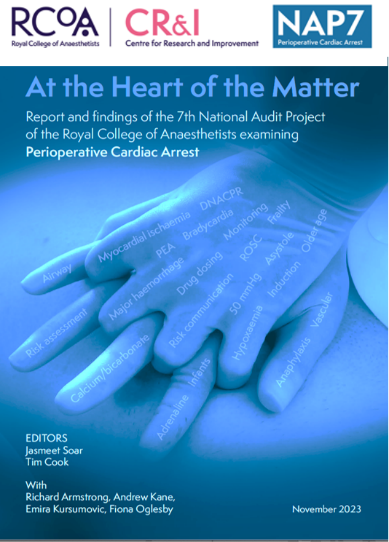 RCOA
Royal College of Anaesthetists
CR&I
Centre for Research and Improvement
NAP7
Perioperative Cardiac Arrest
At the Heart of the Matter
Report and findings of the 7th National Audit Project
of the Royal College of Anaesthetists examining
Perioperative Cardiac Arrest
Airway
Myocardial ischaemia
DNACPR
PEA
Bradycardia
Monitoring
Frailty
Major haemorrhage
Drug dosing
ROSC
Asystole
Older age
Risk assessment
Risk communication
50 mmHg
Induction
Calcium/bicarbonate
Hypoxaemia
Vascular
Adrenaline
Infants
Anaphylaxis
EDITORS
Jasmeet Soar
Tim Cook
With
Richard Armstrong, Andrew Kane,
Emira Kursumovic, Fiona Oglesby
November 2023